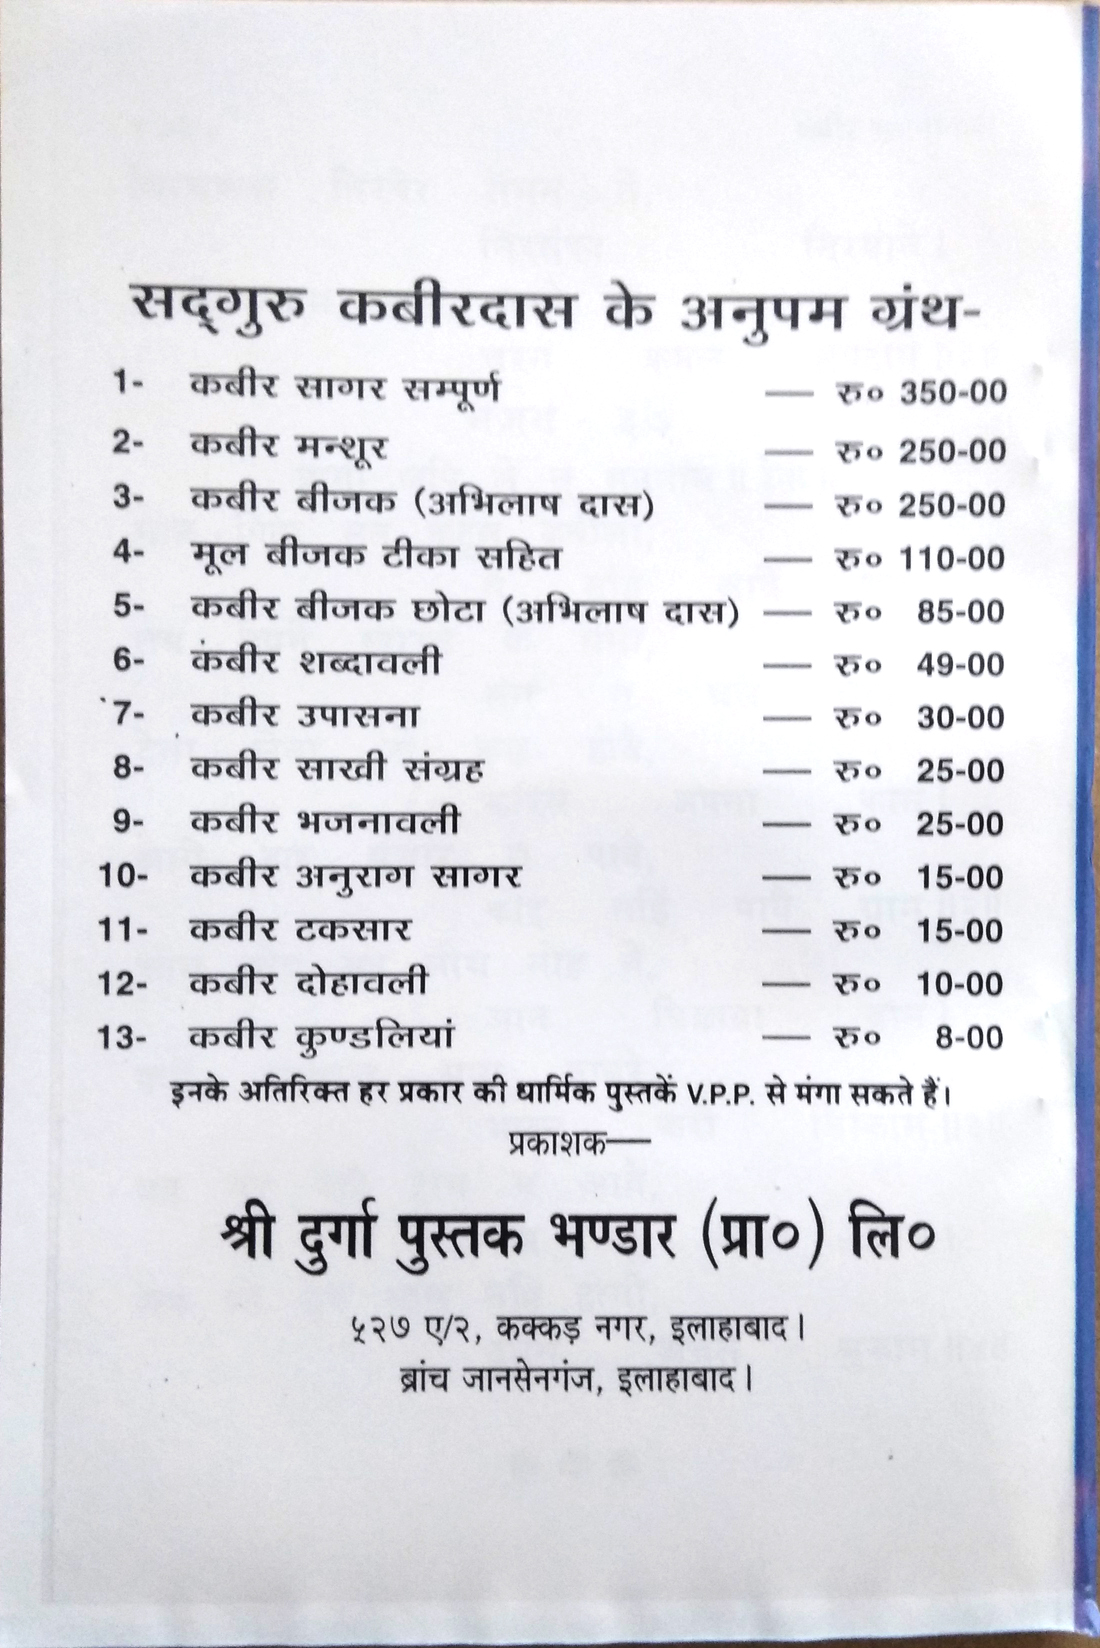 सद्‌गुरु कबीरदास के अनुपम ग्रंथ-
1- कबीर सागर सम्पूर्ण — रु० 350-00
2- कबीर मन्शूर — रु० 250-00
3- कबीर बीजक (अभिलाष दास) — रु० 250-00
4- मूल बीजक टीका सहित — रु० 110-00
5- कबीर बीजक छोटा (अभिलाष दास) — रु० 85-00
6- कबीर शब्दावली — रु० 49-00
7- कबीर उपासना — रु० 30-00
8- कबीर साखी संग्रह — रु० 25-00
9- कबीर भजनावली — रु० 25-00
10- कबीर अनुराग सागर — रु० 15-00
11- कबीर टकसार — रु० 15-00
12- कबीर दोहावली — रु० 10-00
13- कबीर कुण्डलियां — रु० 8-00
इनके अतिरिक्त हर प्रकार की धार्मिक पुस्तकें V.P.P. से मंगा सकते हैं।
प्रकाशक—
श्री दुर्गा पुस्तक भण्डार (प्रा०) लि०
५२७ ए/२, कक्कड़ नगर, इलाहाबाद।
ब्रांच जानसेनगंज, इलाहाबाद।